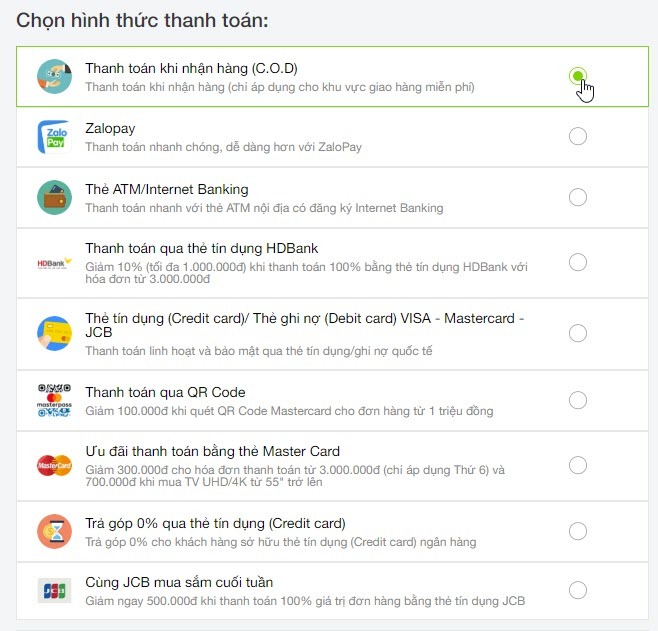 Chọn hình thức thanh toán:
Thanh toán khi nhận hàng (C.O.D)
Thanh toán khi nhận hàng (chỉ áp dụng cho khu vực giao hàng miễn phí)
Zalo
Pay
Zalopay
Thanh toán nhanh chóng, dễ dàng hơn với ZaloPay
Thẻ ATM/Internet Banking
Thanh toán nhanh với thẻ ATM nội địa có đăng ký Internet Banking
HDBank
Thanh toán qua thẻ tín dụng HDBank
Giảm 10% (tối đa 1.000.000đ) khi thanh toán 100% bằng thẻ tín dụng HDBank với
hóa đơn từ 3.000.000đ
Thẻ tín dụng (Credit card)/ Thẻ ghi nợ (Debit card) VISA - Mastercard -
JCB
Thanh toán linh hoạt và bảo mật qua thẻ tín dụng/ghi nợ quốc tế
masterpass
Thanh toán qua QR Code
Giảm 100.000đ khi quét QR Code Mastercard cho đơn hàng từ 1 triệu đồng
MasterCard
Ưu đãi thanh toán bằng thẻ Master Card
Giảm 300.000đ cho hóa đơn thanh toán từ 3.000.000đ (chỉ áp dụng Thứ 6) và
700.000đ khi mua TV UHD/4K từ 55" trở lên
Trả góp 0% qua thẻ tín dụng (Credit card)
Trả góp 0% cho khách hàng sở hữu thẻ tín dụng (Credit card) ngân hàng
JCB
Cùng JCB mua sắm cuối tuần
Giảm ngay 500.000đ khi thanh toán 100% giá trị đơn hàng bằng thẻ tín dụng JCB